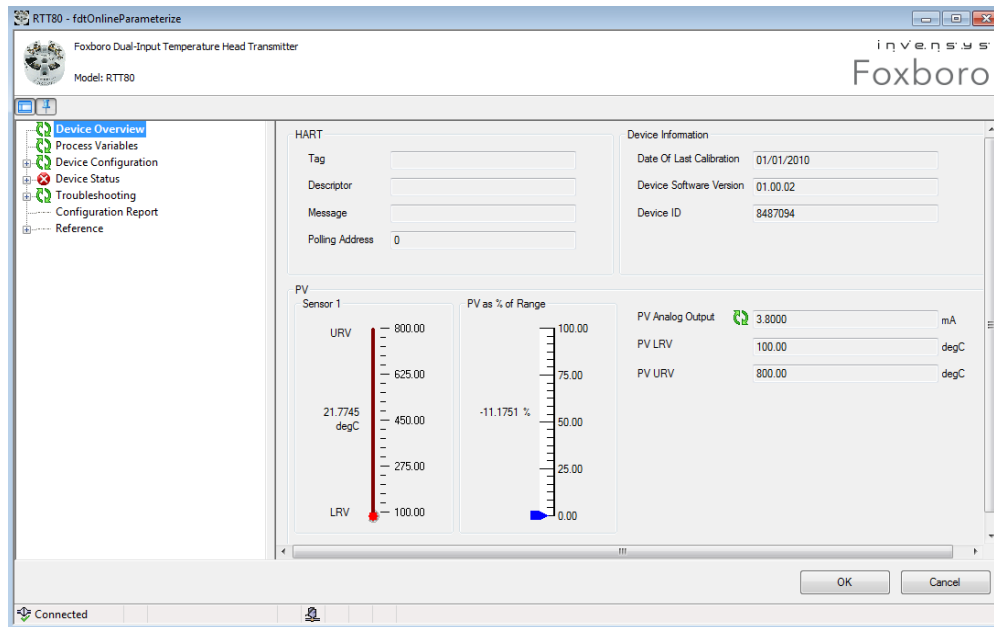 RTT80 - fdtOnlineParameterize
Foxboro Dual-Input Temperature Head Transmitter
Model: RTT80
invensys
Foxboro
Device Overview
Process Variables
Device Configuration
Device Status
Troubleshooting
Configuration Report
Reference
HART
Tag
Descriptor
Message
Polling Address 0
Device Information
Date Of Last Calibration 01/01/2010
Device Software Version 01.00.02
Device ID 8487094
PV
Sensor 1
URV 800.00
625.00
21.7745
degC
450.00
275.00
LRV 100.00
PV as % of Range
100.00
75.00
-11.1751 %
50.00
25.00
0.00
PV Analog Output 3.8000 mA
PV LRV 100.00 degC
PV URV 800.00 degC
OK Cancel
Connected